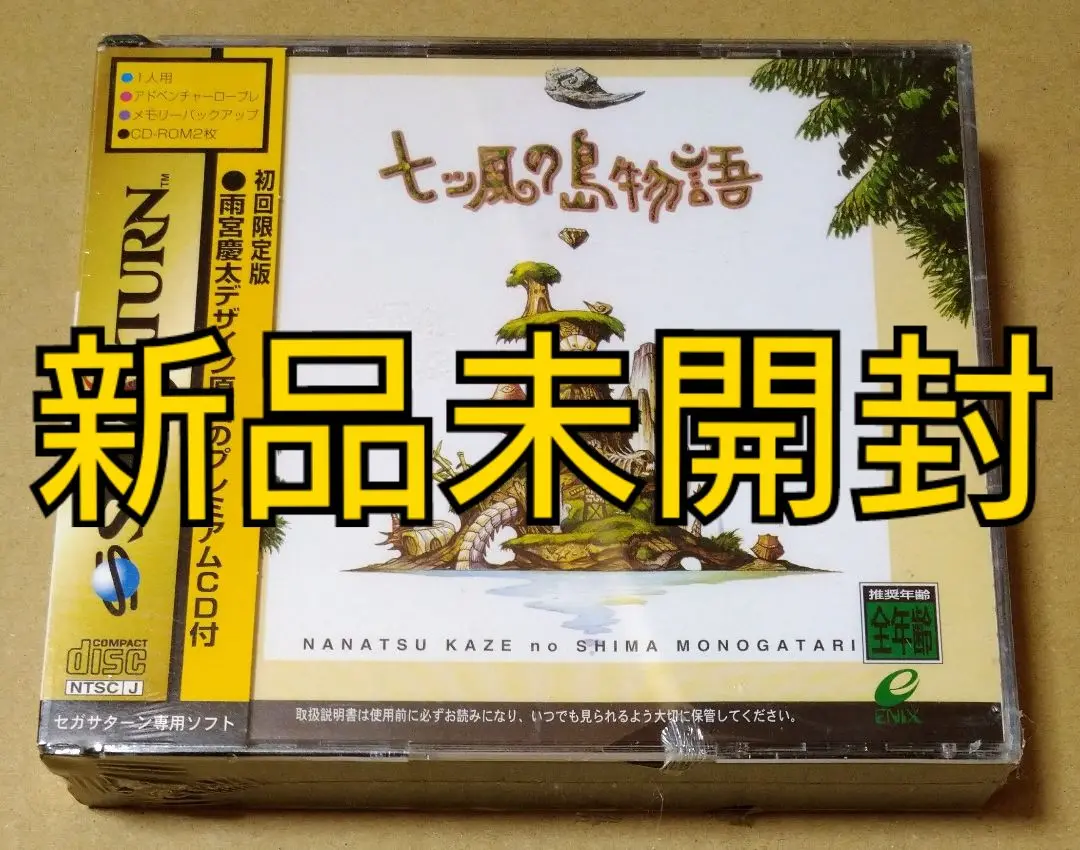 ●1人用
●アドベンチャーロープレ
●メモリーバックアップ
●CD-ROM2枚
TURN™
初回限定版
●雨宮慶太デザイン のプレミアムCD付
七ツ風の島物語
新品未開封
NANATSU KAZE no SHIMA MONOGATARI
推奨年齢
全年齢
COMPACT
disc
NTSC J
セガサターン専用ソフト
取扱説明書は使用前に必ずお読みになり、いつでも見られるよう大切に保管してください。
ENIX